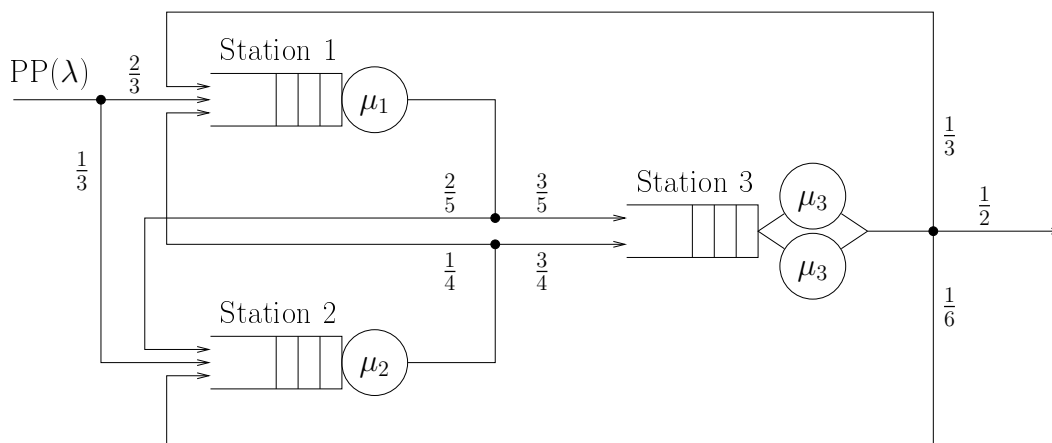 Station 1
PP(λ)
2/3
μ₁
1/3
1/3
2/5
3/5
Station 3
μ₃
1/2
μ₃
1/4
3/4
1/6
Station 2
μ₂